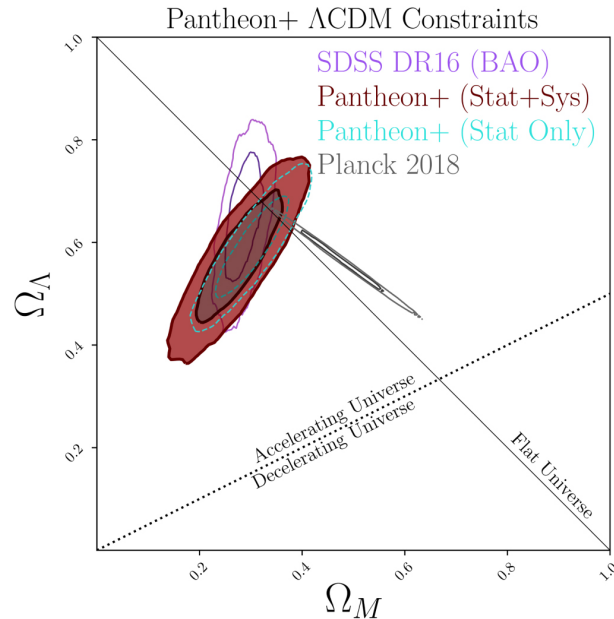 Pantheon+ ΛCDM Constraints
1.0
SDSS DR16 (BAO)
Pantheon+ (Stat+Sys)
Pantheon+ (Stat Only)
Planck 2018
0.8
0.6
Ω_Λ
0.4
0.2
Accelerating Universe
Decelerating Universe
Flat Universe
0.2
0.4
0.6
0.8
1.0
Ω_M